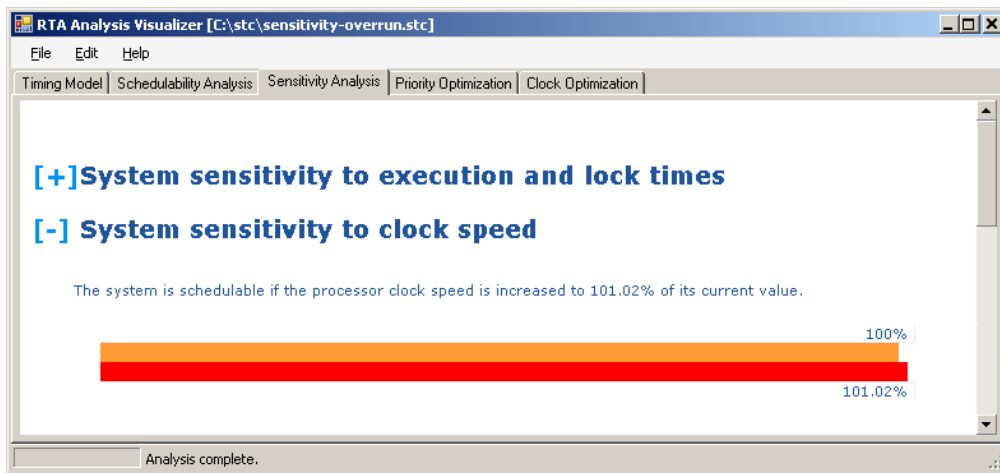 RTA Analysis Visualizer [C:\stc\sensitivity-overrun.stc]
File Edit Help
Timing Model Schedulability Analysis Sensitivity Analysis Priority Optimization Clock Optimization
[+]System sensitivity to execution and lock times
[-] System sensitivity to clock speed
The system is schedulable if the processor clock speed is increased to 101.02% of its current value.
100%
101.02%
Analysis complete.